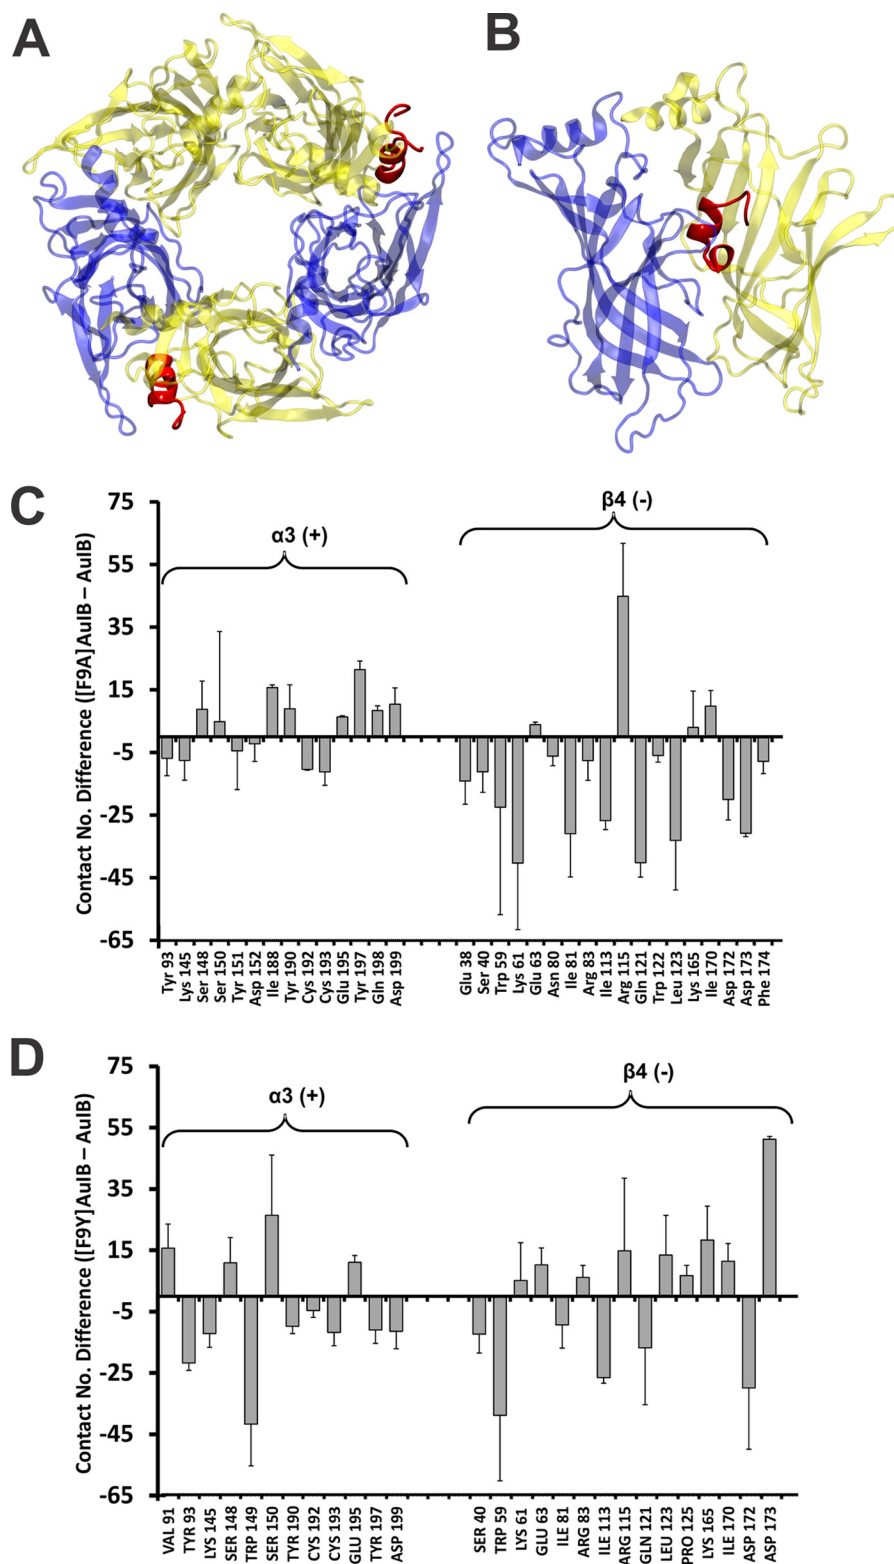 A
B
C
Contact No. Difference ([F9A]AuIB – AuIB)
75
55
35
15
-5
-25
-45
-65
α3 (+)
β4 (-)
Tyr 93
Lys 145
Ser 148
Ser 150
Tyr 151
Asp 152
Ile 188
Tyr 190
Cys 192
Cys 193
Glu 195
Tyr 197
Gln 198
Asp 199
Glu 38
Ser 40
Trp 59
Lys 61
Glu 63
Asn 80
Ile 81
Arg 83
Ile 113
Arg 115
Gln 121
Trp 122
Leu 123
Lys 165
Ile 170
Asp 172
Asp 173
Phe 174
D
Contact No. Difference ([F9Y]AuIB – AuIB)
75
55
35
15
-5
-25
-45
-65
α3 (+)
β4 (-)
VAL 91
TYR 93
LYS 145
SER 148
TRP 149
SER 150
TYR 190
CYS 192
CYS 193
GLU 195
TYR 197
ASP 199
SER 40
TRP 59
LYS 61
GLU 63
ILE 81
ARG 83
ILE 113
ARG 115
GLN 121
LEU 123
PRO 125
LYS 165
ILE 170
ASP 172
ASP 173